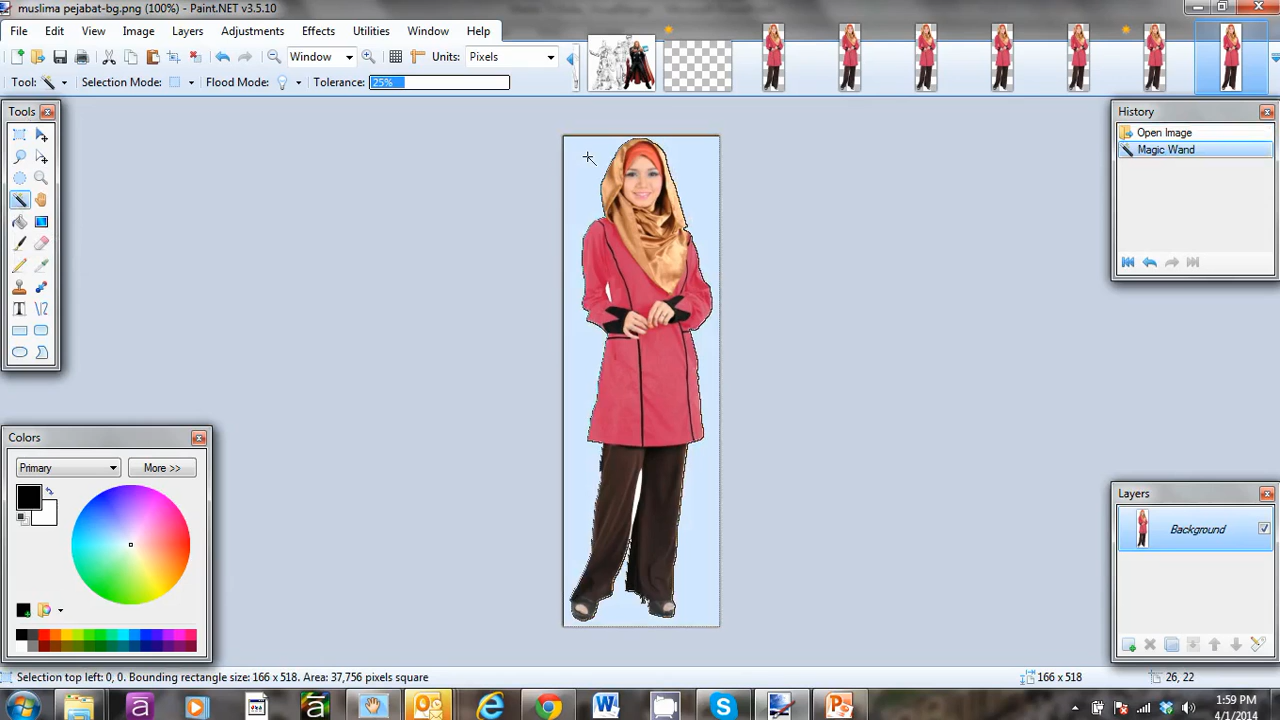 muslima pejabat-bg.png (100%) - Paint.NET v3.5.10
File Edit View Image Layers Effects Adjustments Utilities Window Help
Window Units: Pixels
Tool: Selection Mode: Flood Mode: Tolerance: 25%
Tools
History
Open Image
Magic Wand
Colors
Primary More >>
Layers
Background
Selection top left: 0, 0. Bounding rectangle size: 166 x 518. Area: 37,756 pixels square
166 x 518
26, 22
1:59 PM
4/1/2014